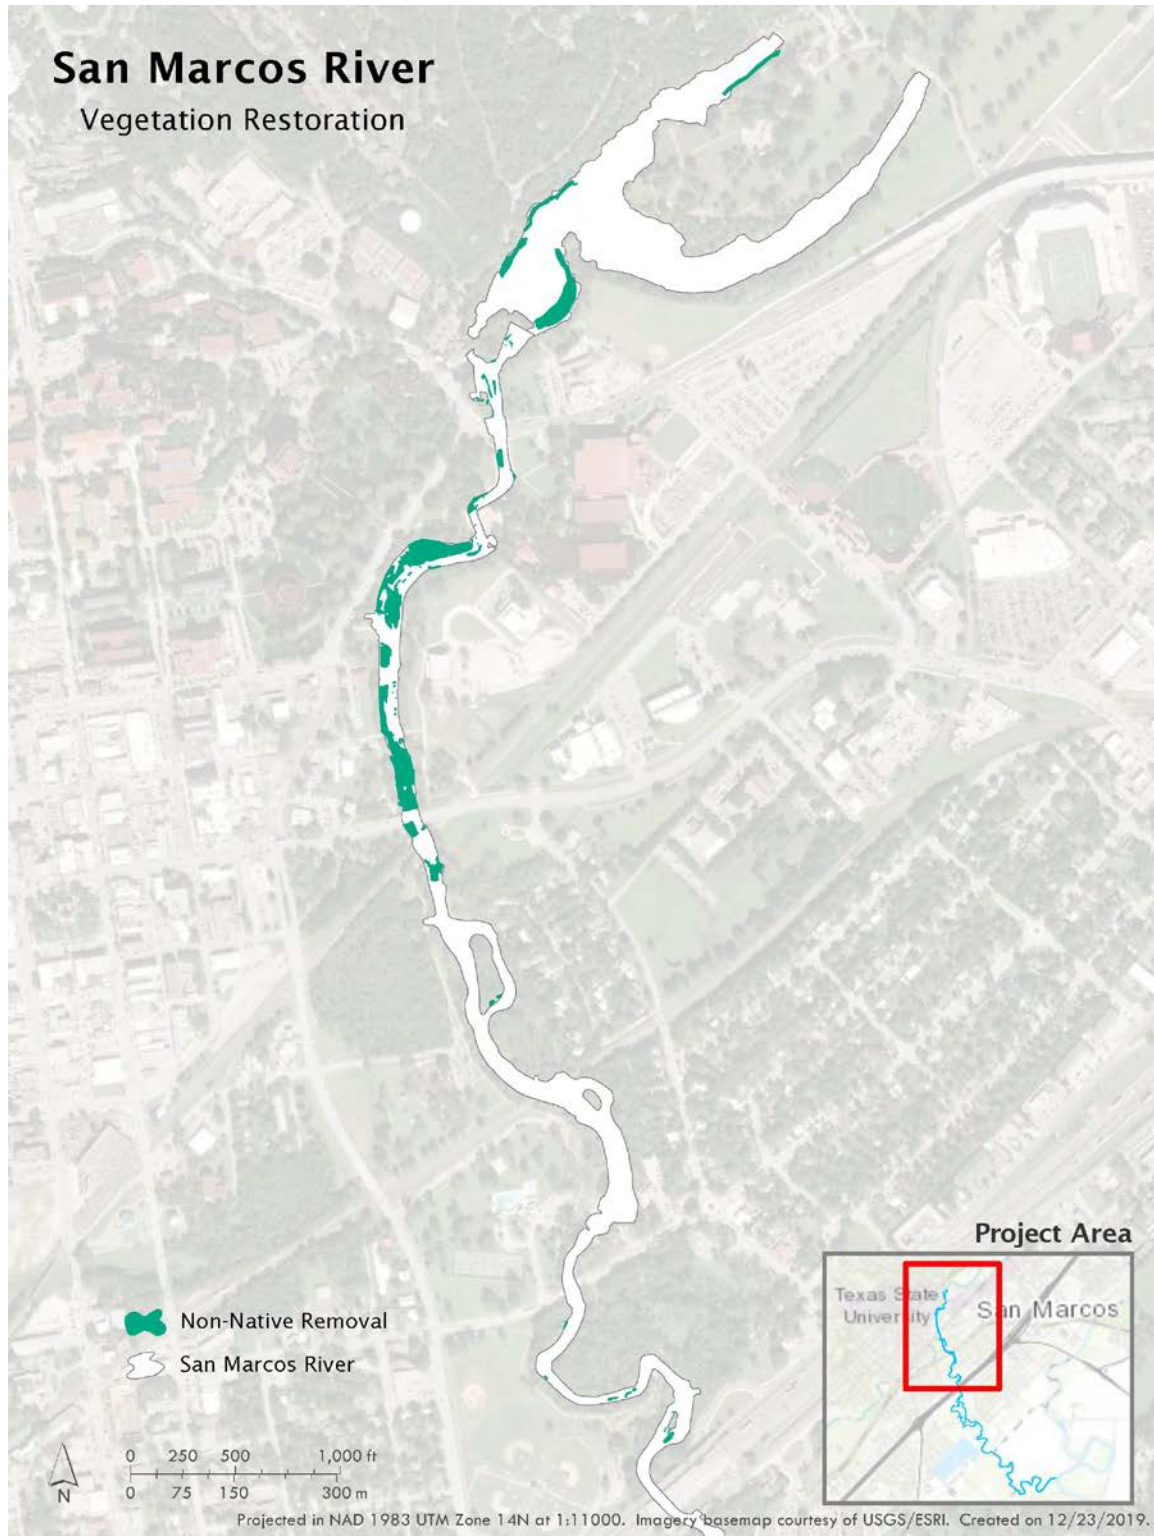 San Marcos River
Vegetation Restoration
Project Area
Texas State
University
San Marcos
Non-Native Removal
San Marcos River
0 250 500 1,000 ft
0 75 150 300 m
N
Projected in NAD 1983 UTM Zone 14N at 1:11000. Imagery basemap courtesy of USGS/ESRI. Created on 12/23/2019.